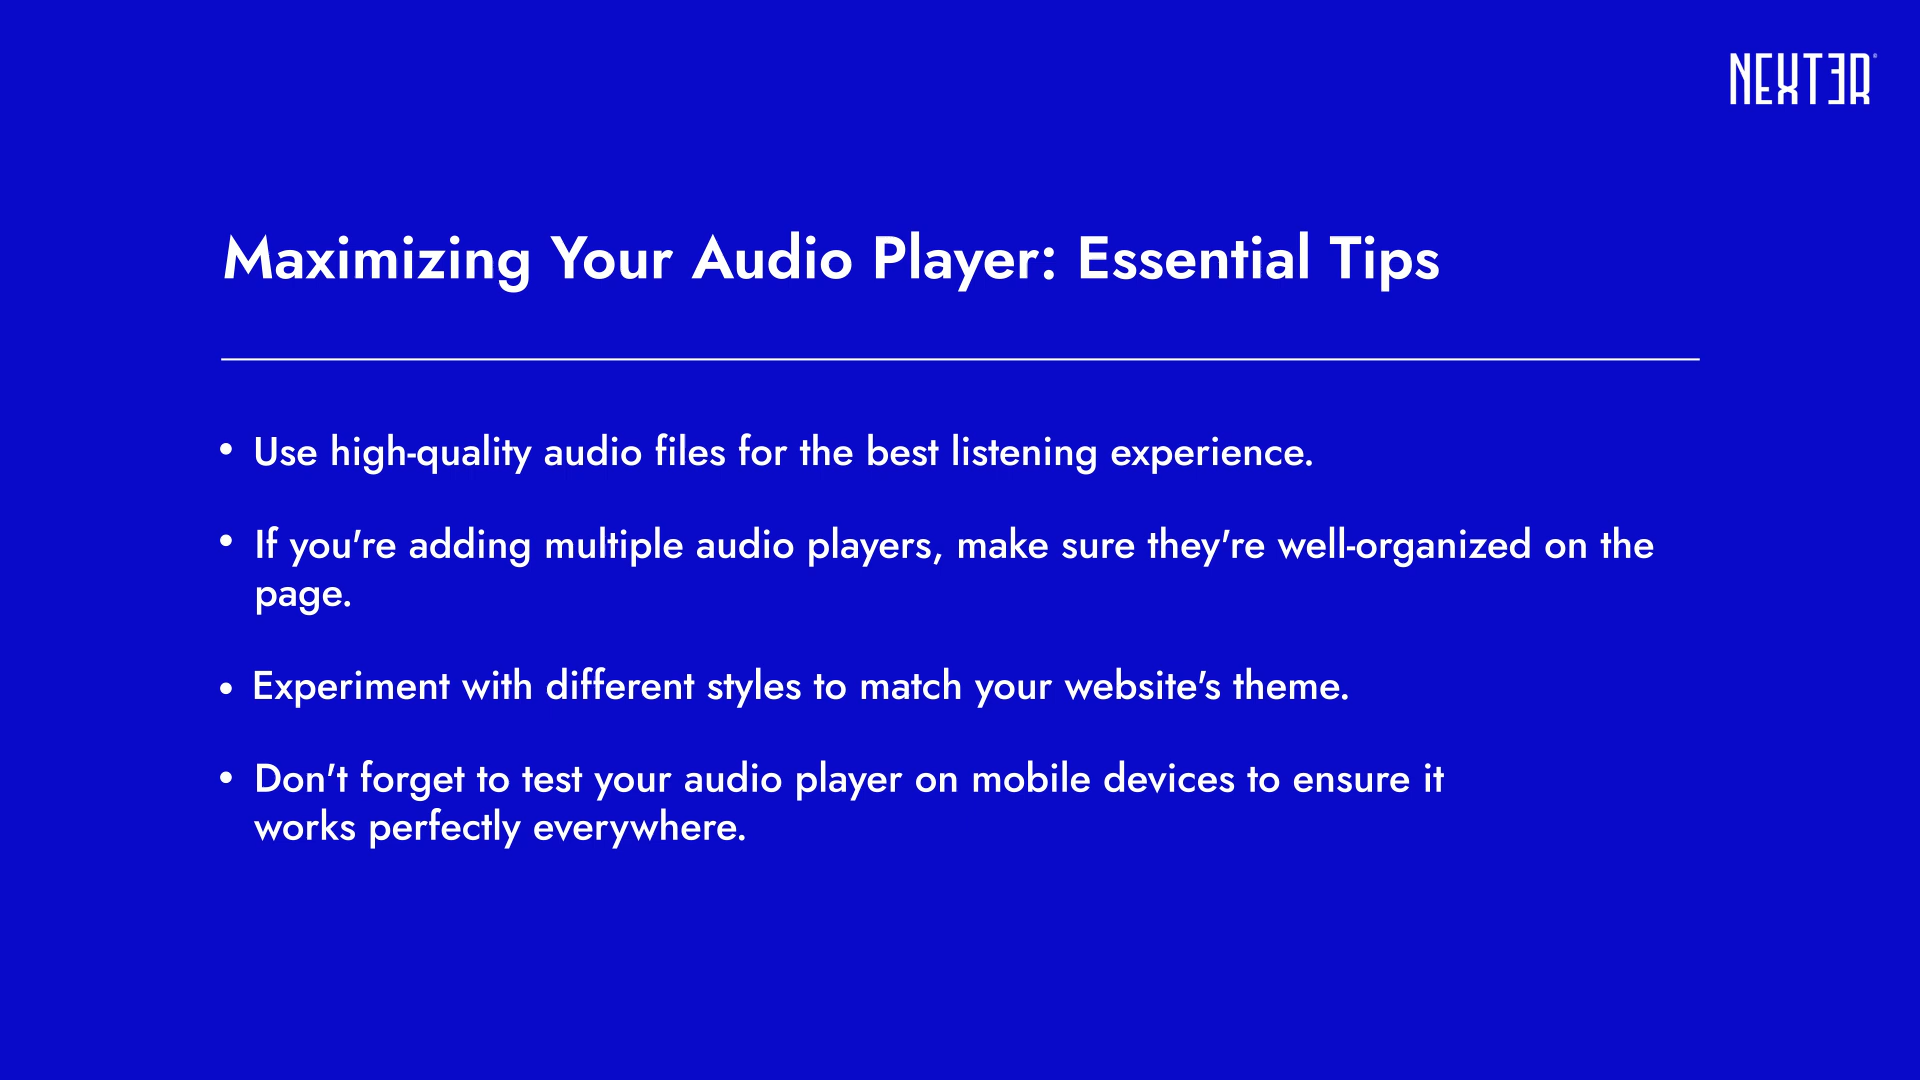 NEXTER
Maximizing Your Audio Player: Essential Tips
• Use high-quality audio files for the best listening experience.
• If you're adding multiple audio players, make sure they're well-organized on the
page.
• Experiment with different styles to match your website's theme.
• Don't forget to test your audio player on mobile devices to ensure it
works perfectly everywhere.